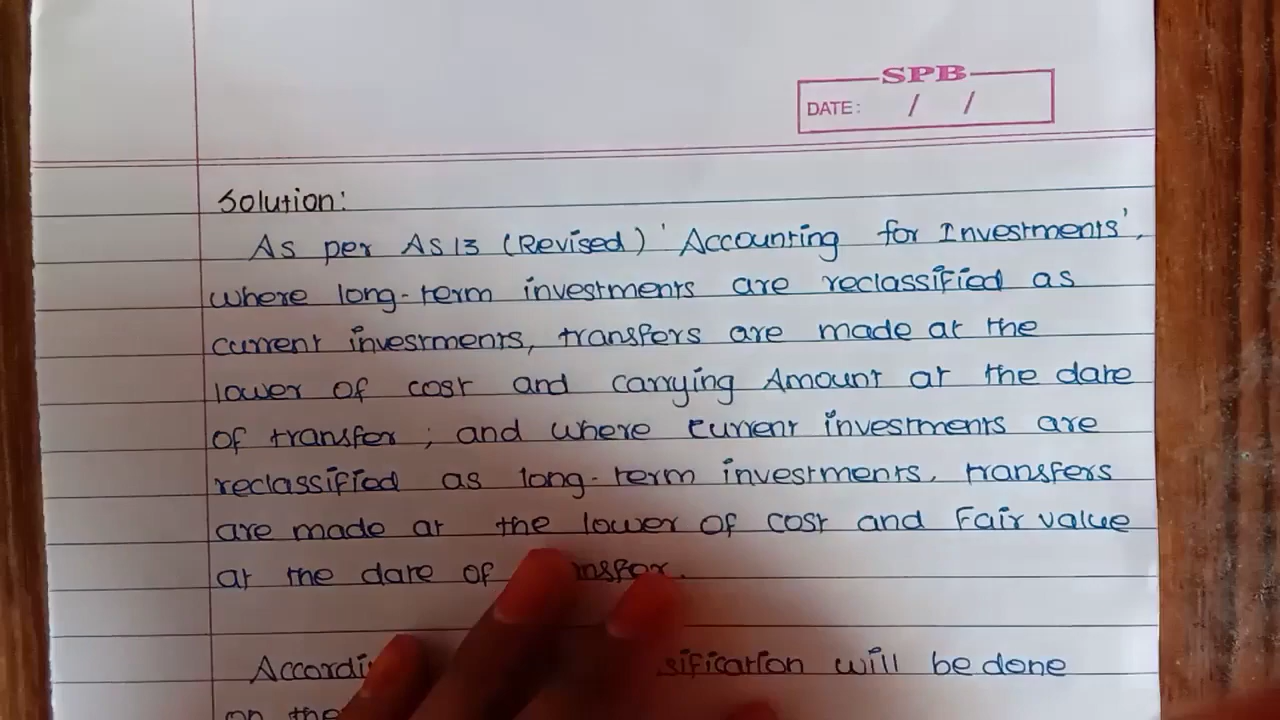 SPB
DATE: / /
Solution:
As per AS 13 (Revised) 'Accounting for Investments',
where long-term investments are reclassified as
current investments, transfers are made at the
lower of cost and carrying Amount at the date
of transfer; and where current investments are
reclassified as long-term investments, transfers
are made at the lower of cost and Fair value
at the date of
will be done
on